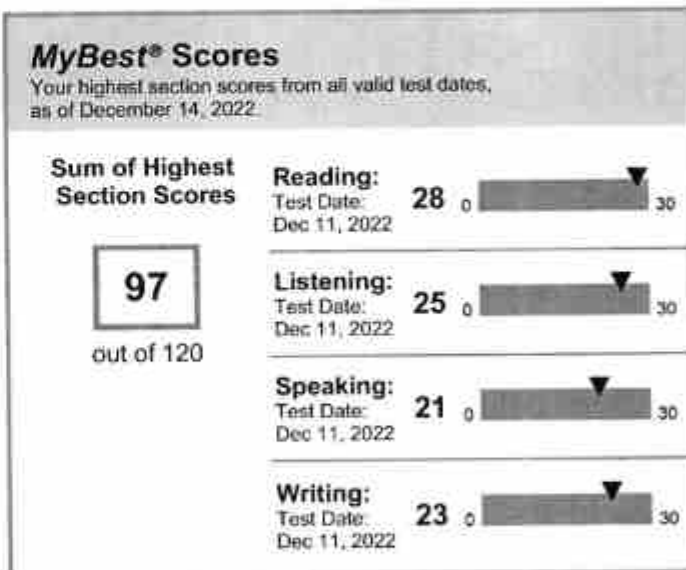 MyBest® Scores
Your highest section scores from all valid test dates,
as of December 14, 2022.
Sum of Highest
Section Scores
97
out of 120
Reading:
Test Date:
Dec 11, 2022
28
0
30
Listening:
Test Date:
Dec 11, 2022
25
0
30
Speaking:
Test Date:
Dec 11, 2022
21
0
30
Writing:
Test Date:
Dec 11, 2022
23
0
30